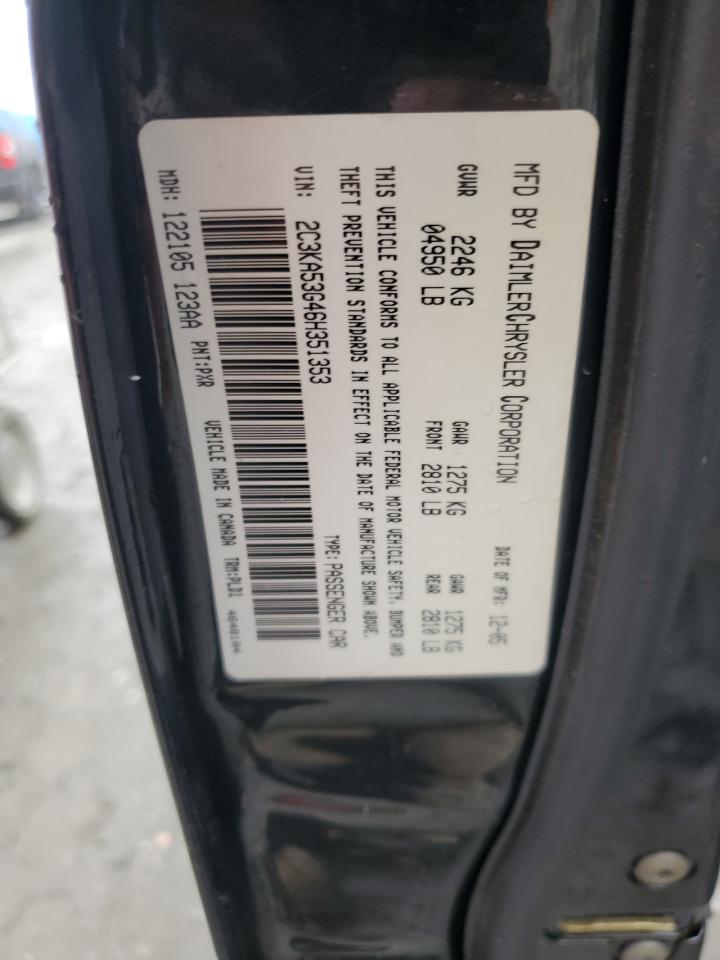 MFD BY DAIMLERCHRYSLER CORPORATION DATE OF MFR: 12-05
GVWR 2246 KG GAWR 1275 KG GAWR 1275 KG
04950 LB FRONT 2810 LB REAR 2810 LB
THIS VEHICLE CONFORMS TO ALL APPLICABLE FEDERAL MOTOR VEHICLE SAFETY, BUMPER AND
THEFT PREVENTION STANDARDS IN EFFECT ON THE DATE OF MANUFACTURE SHOWN ABOVE.
VIN: 2C3KA53G46H351353 TYPE: PASSENGER CAR
MDH: 122105 123AA PNT:PXR VEHICLE MADE IN CANADA TRM:PLD1 4648104